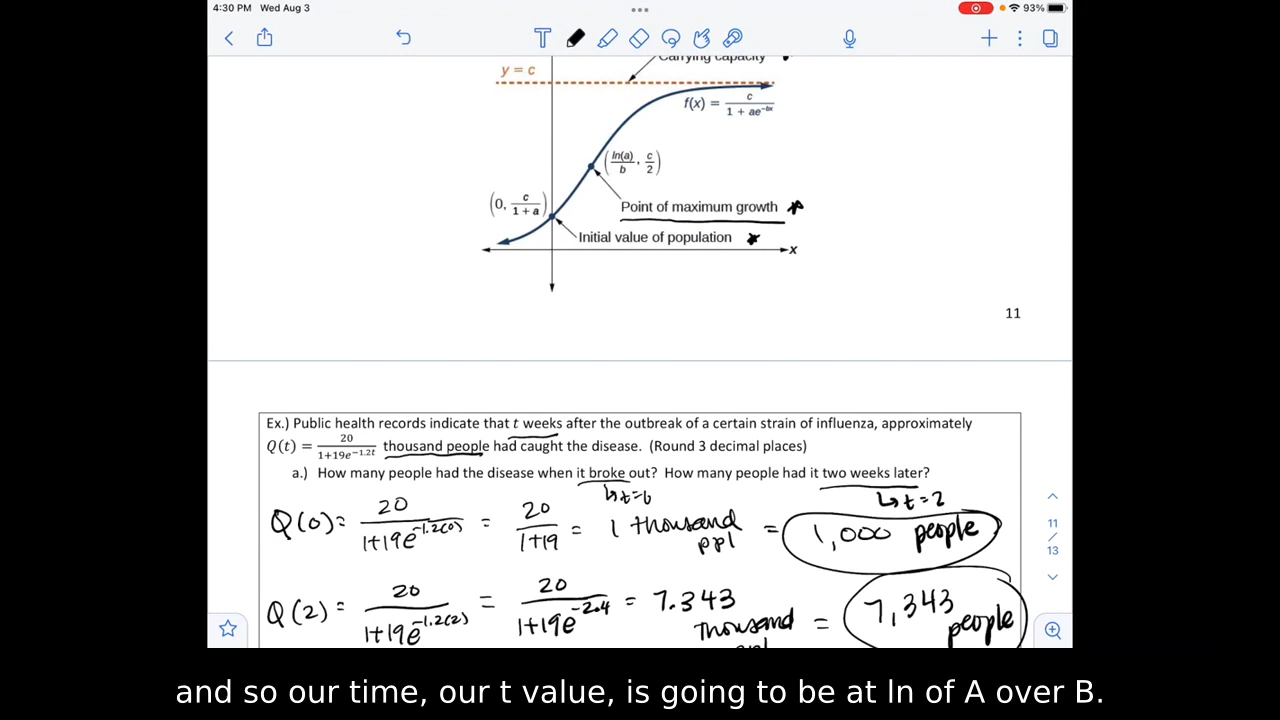 4:30 PM Wed Aug 3
93%
Carrying capacity
y = c
f(x) = c / 1 + ae^{-bx}
(ln(a)/b, c/2)
(0, c/1 + a)
Point of maximum growth
Initial value of population
x
11
Ex.) Public health records indicate that t weeks after the outbreak of a certain strain of influenza, approximately
Q(t) = 20/1+19e^{-1.2t} thousand people had caught the disease. (Round 3 decimal places)
a.) How many people had the disease when it broke out? How many people had it two weeks later?
↳t=0
↳t=2
Q(0)= 20/1+19e^{-1.2(0)} = 20/1+19 = 1 thousand ppl = 1,000 people
Q(2)= 20/1+19e^{-1.2(2)} = 20/1+19e^{-2.4} = 7.343 thousand ppl = 7,343 people
11
/
13
and so our time, our t value, is going to be at ln of A over B.